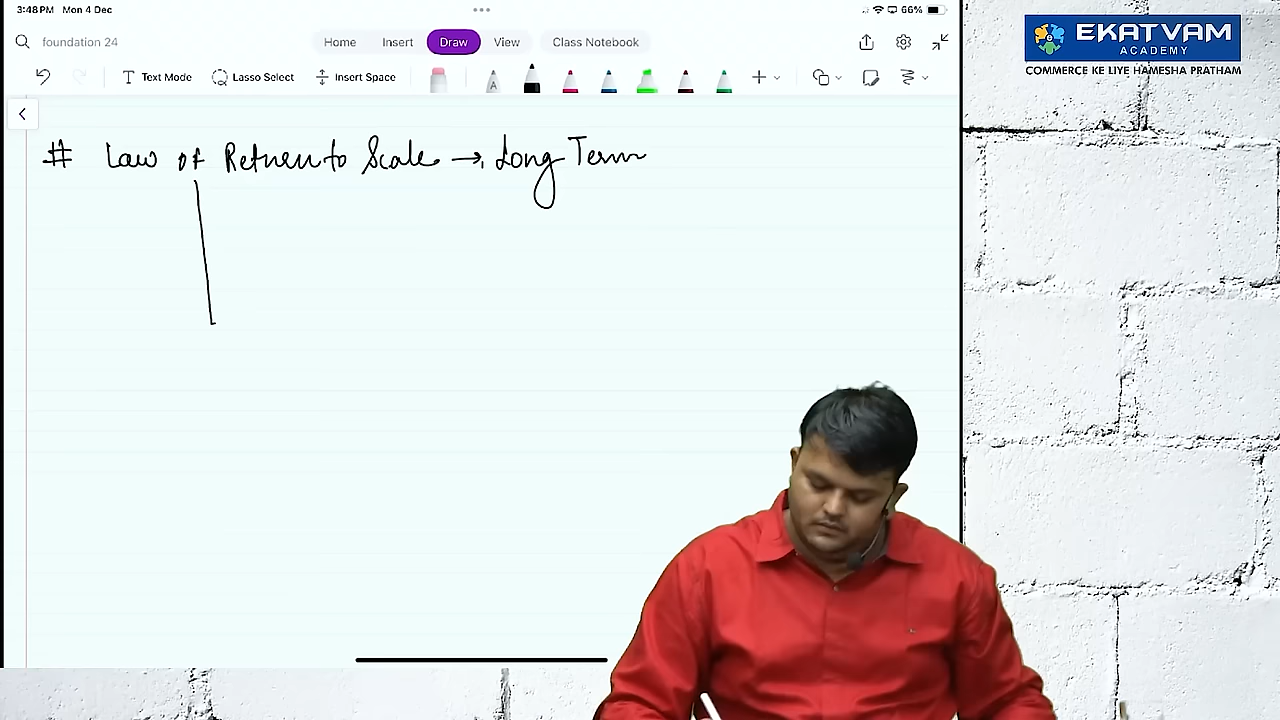 3:48 PM Mon 4 Dec
66%
foundation 24
Home Insert Draw View Class Notebook
Text Mode Lasso Select Insert Space
# Law of Return to Scale → Long Term
EKATVAM
ACADEMY
COMMERCE KE LIYE HAMESHA PRATHAM